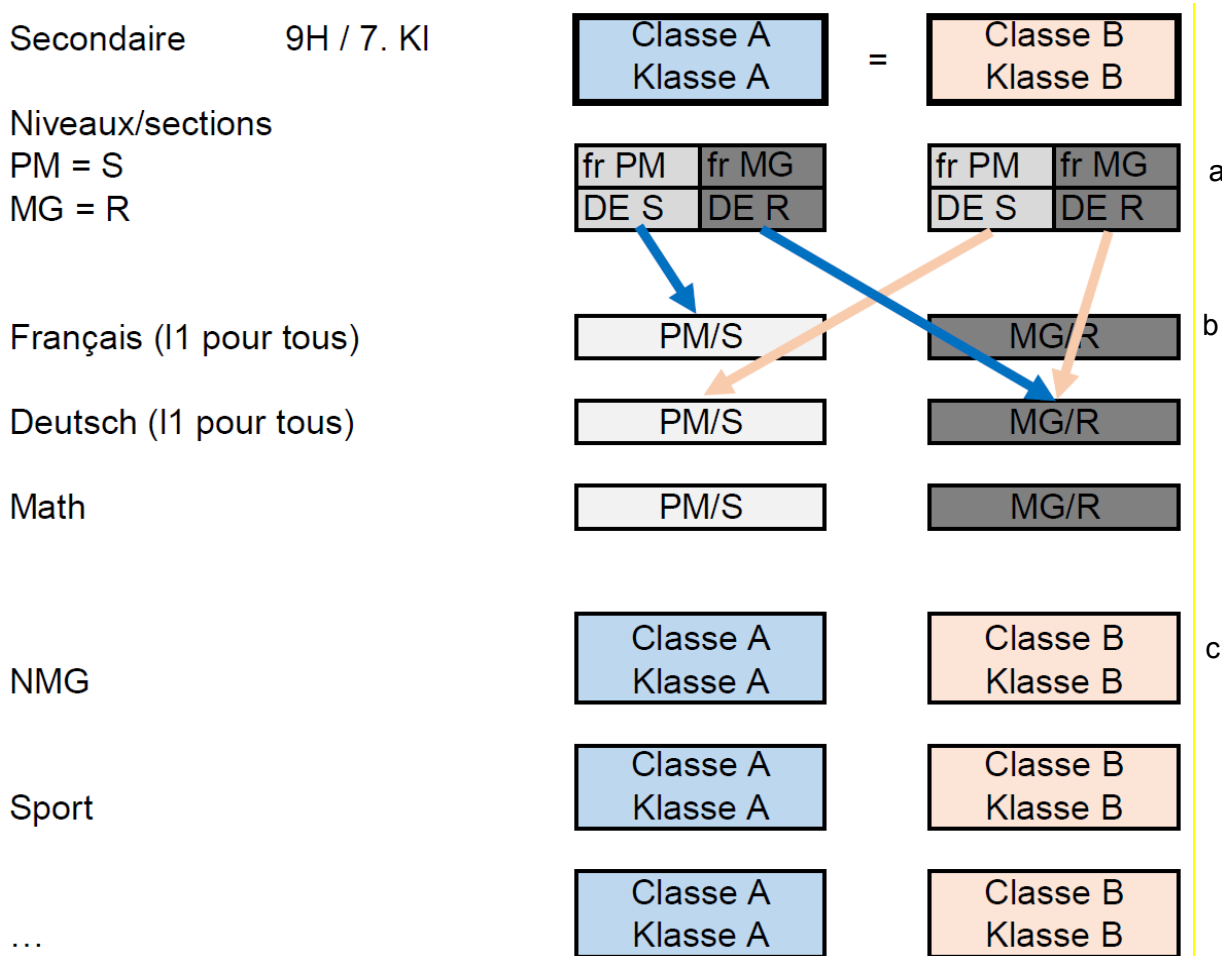 Secondaire 9H / 7. Kl Classe A = Classe B
Klasse A Klasse B
Niveaux/sections
PM = S fr PM fr MG fr PM fr MG a
MG = R DE S DE R DE S DE R
Français (l1 pour tous) PM/S MG/R b
Deutsch (l1 pour tous) PM/S MG/R
Math PM/S MG/R
Classe A Classe B c
NMG Klasse A Klasse B
Classe A Classe B
Sport Klasse A Klasse B
Classe A Classe B
… Klasse A Klasse B